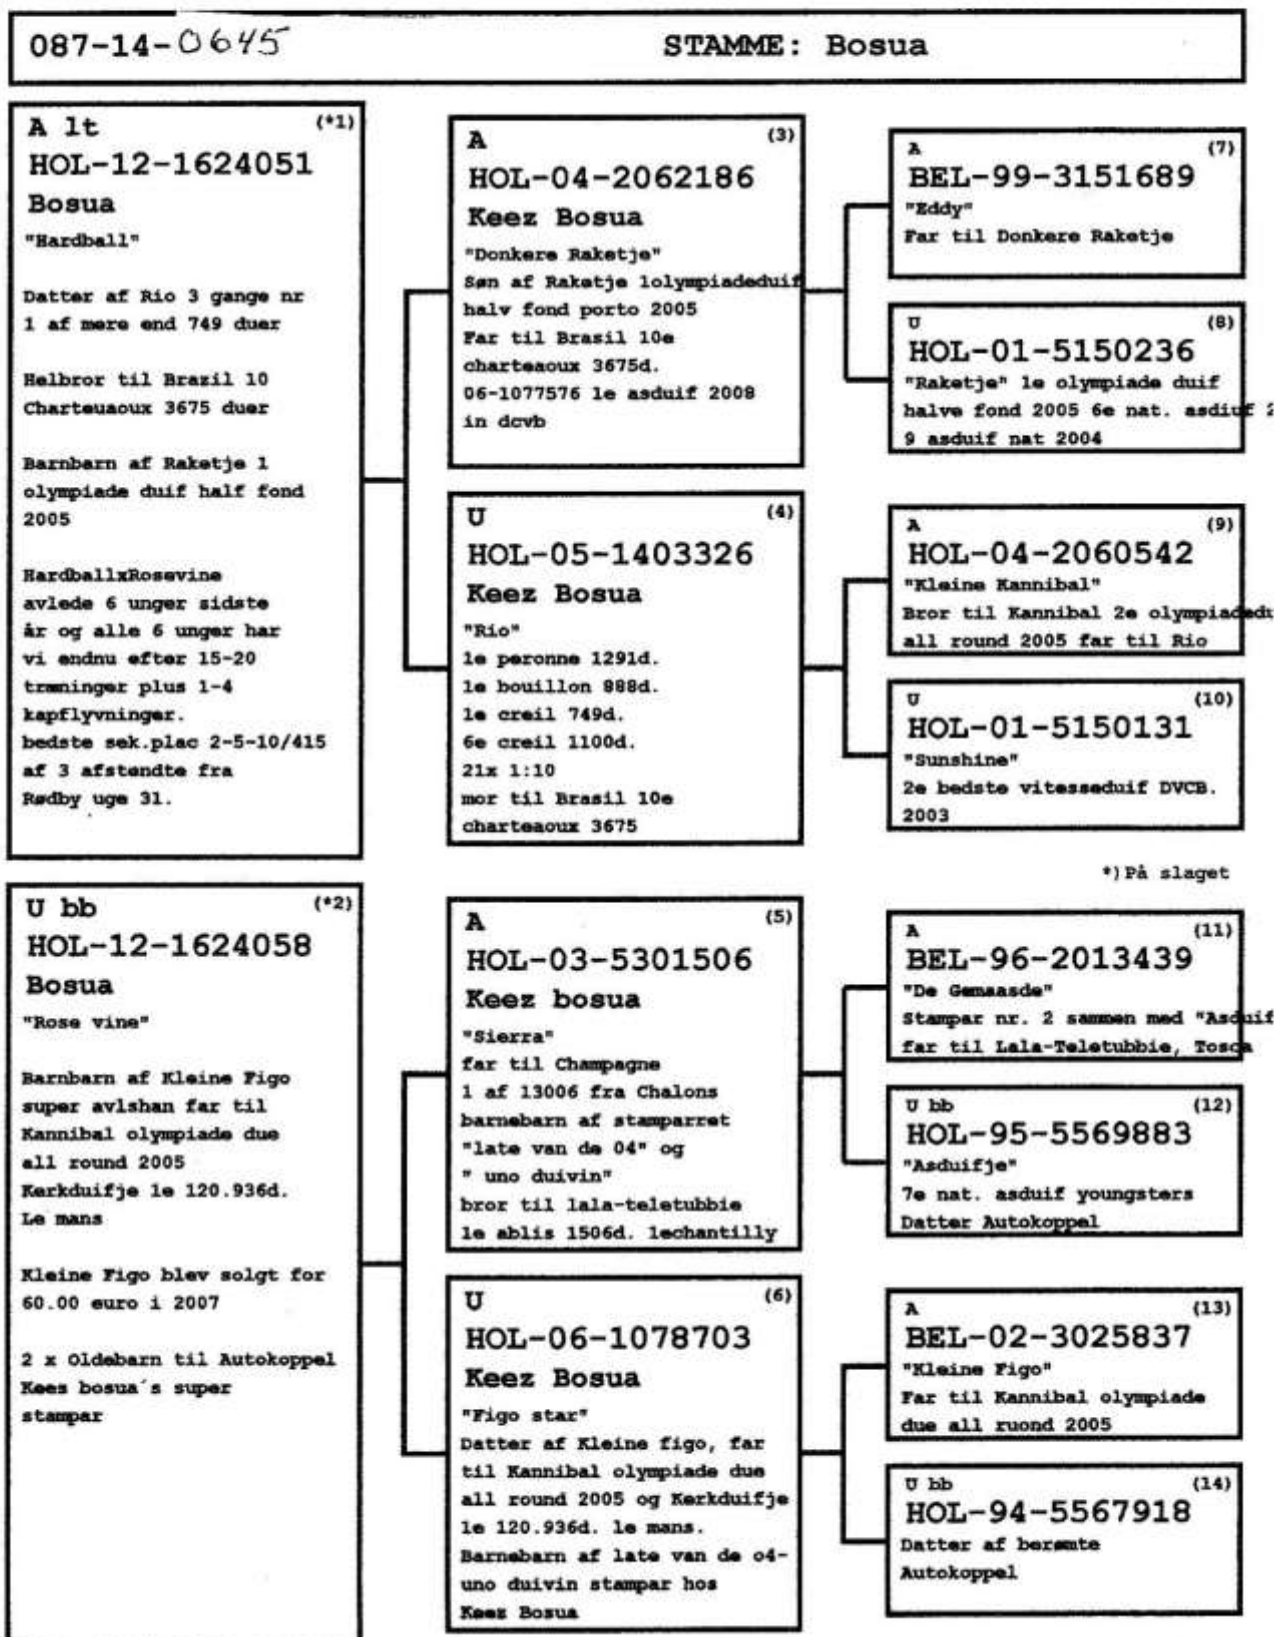 087-14-0645
STAMME: Bosua
A lt (*1)
HOL-12-1624051
Bosua
"Hardball"
Datter af Rio 3 gange nr
1 af mere end 749 duer
Helbror til Brazil 10
Charteuaoux 3675 duer
Barnbarn af Raketje 1
olympiade duif half fond
2005
HardballxRosevine
avlede 6 unger sidste
år og alle 6 unger har
vi endnu efter 15-20
træninger plus 1-4
kapflyvninger.
bedste sek.plac 2-5-10/415
af 3 afstendte fra
Rødby uge 31.
A (3)
HOL-04-2062186
Keez Bosua
"Donkere Raketje"
Søn af Raketje 1olympiadeduif
halv fond porto 2005
Far til Brasil 10e
charteaoux 3675d.
06-1077576 1e asduif 2008
in dcvb
U (4)
HOL-05-1403326
Keez Bosua
"Rio"
1e peronne 1291d.
1e bouillon 888d.
1e creil 749d.
6e creil 1100d.
21x 1:10
mor til Brasil 10e
charteaoux 3675
A (7)
BEL-99-3151689
"Eddy"
Far til Donkere Raketje
U (8)
HOL-01-5150236
"Raketje" 1e olympiade duif
halve fond 2005 6e nat. asdiuf 2
9 asduif nat 2004
A (9)
HOL-04-2060542
"Kleine Kannibal"
Bror til Kannibal 2e olympiadedu
all round 2005 far til Rio
U (10)
HOL-01-5150131
"Sunshine"
2e bedste vitesseduif DVCB.
2003
*)På slaget
U bb (*2)
HOL-12-1624058
Bosua
"Rose vine"
Barnbarn af Kleine Figo
super avlshan far til
Kannibal olympiade due
all round 2005
Kerkduifje 1e 120.936d.
Le mans
Kleine Figo blev solgt for
60.00 euro i 2007
2 x Oldebarn til Autokoppel
Kees bosua´s super
stampar
A (5)
HOL-03-5301506
Keez bosua
"Sierra"
far til Champagne
1 af 13006 fra Chalons
barnebarn af stamparret
"late van de 04" og
" uno duivin"
bror til lala-teletubbie
1e ablis 1506d. 1echantilly
U (6)
HOL-06-1078703
Keez Bosua
"Figo star"
Datter af Kleine figo, far
til Kannibal olympiade due
all round 2005 og Kerkduifje
1e 120.936d. le mans.
Barnebarn af late van de o4-
uno duivin stampar hos
Keez Bosua
A (11)
BEL-96-2013439
"De Gemaasde"
Stampar nr. 2 sammen med "Asduif
far til Lala-Teletubbie, Tosca
U bb (12)
HOL-95-5569883
"Asduifje"
7e nat. asduif youngsters
Datter Autokoppel
A (13)
BEL-02-3025837
"Kleine Figo"
Far til Kannibal olympiade
due all ruond 2005
U bb (14)
HOL-94-5567918
Datter af berømte
Autokoppel